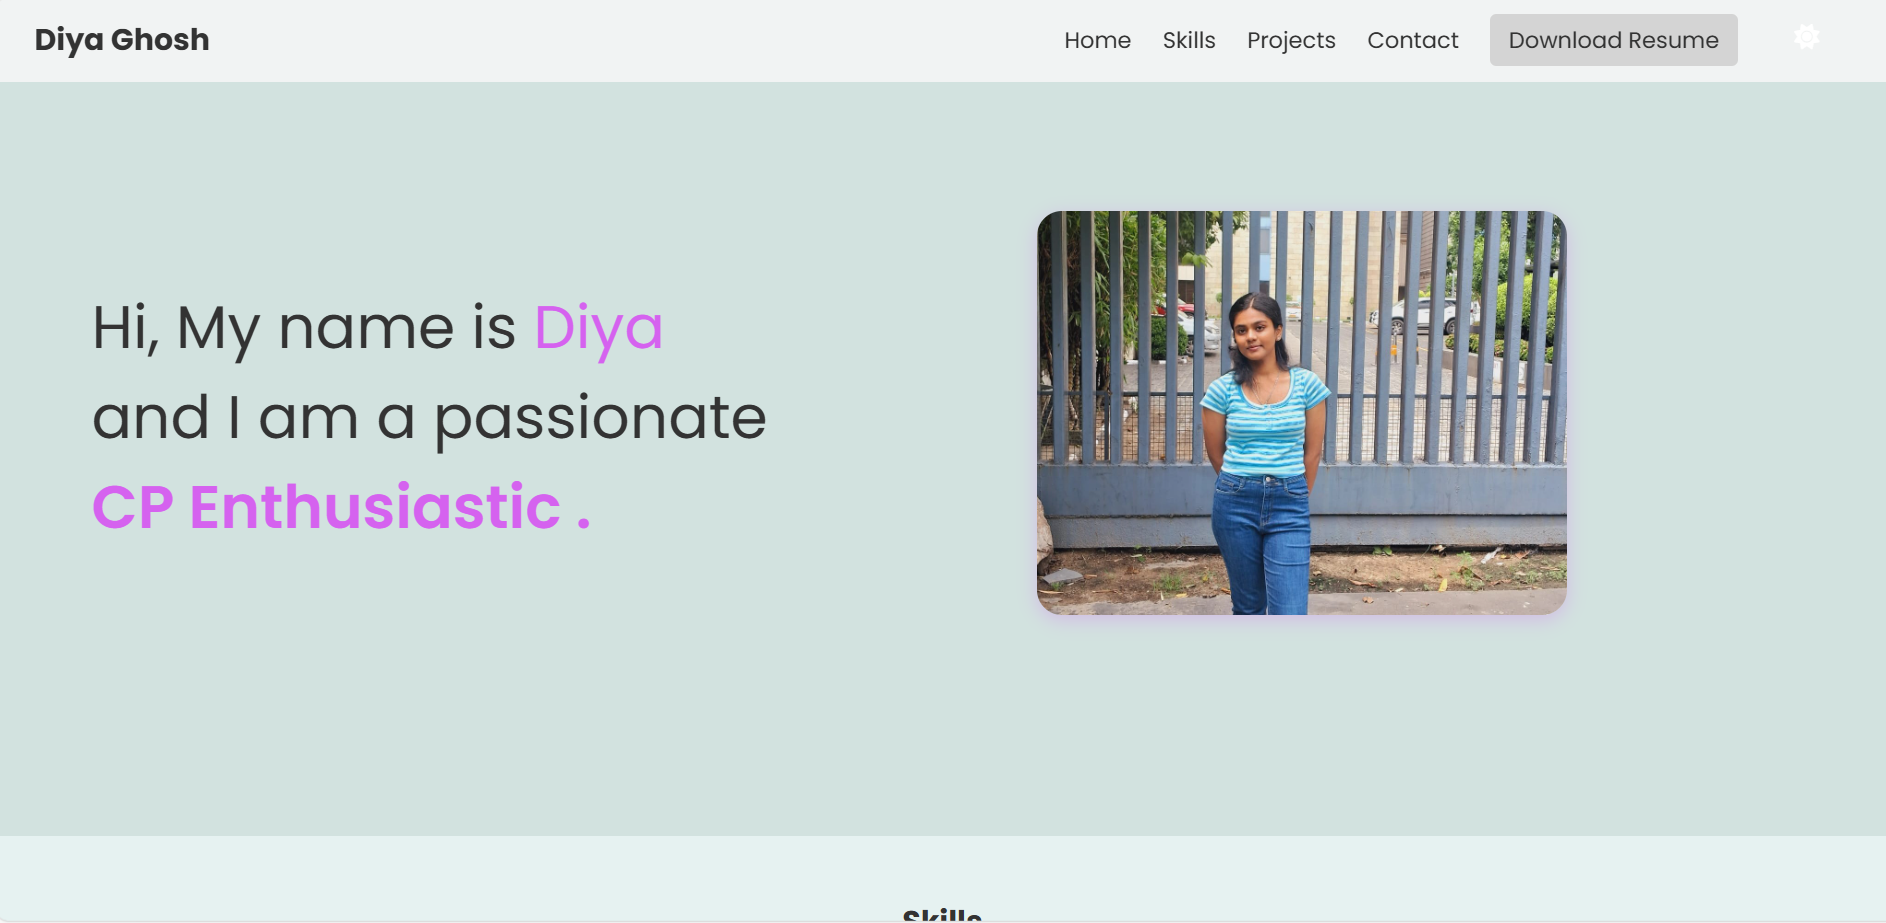 Diya Ghosh
Home Skills Projects Contact Download Resume
Hi, My name is Diya
and I am a passionate
CP Enthusiastic .
Skills